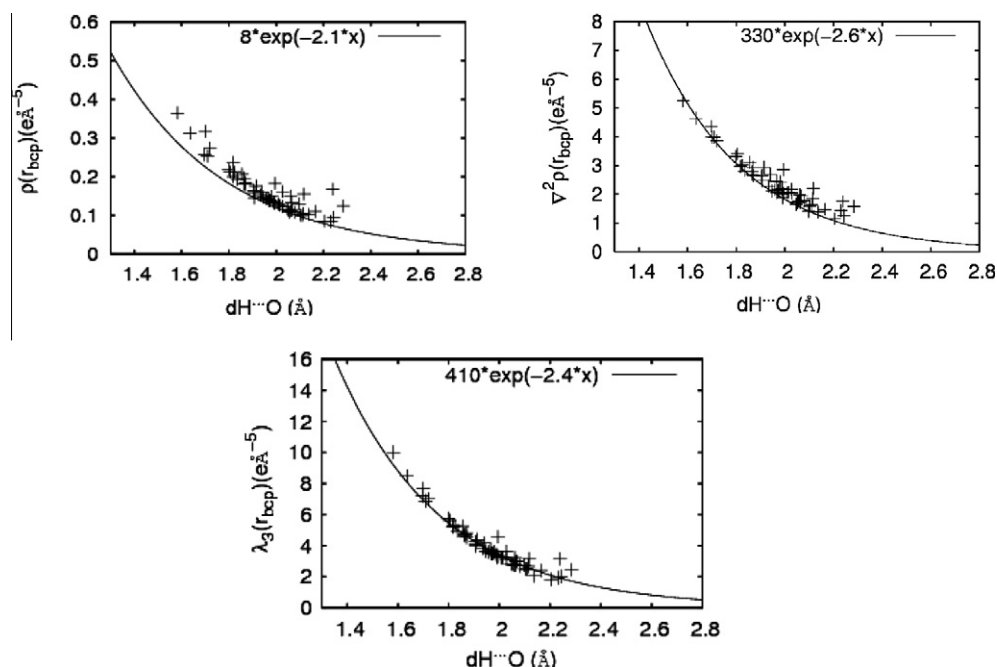 0.6
0.5
0.4
0.3
0.2
0.1
0
ρ(r_bcp)(eÅ⁻⁵)
8*exp(−2.1*x)
1.4 1.6 1.8 2 2.2 2.4 2.6 2.8
dH···O (Å)
8
7
6
5
4
3
2
1
0
∇²ρ(r_bcp)(eÅ⁻⁵)
330*exp(−2.6*x)
1.4 1.6 1.8 2 2.2 2.4 2.6 2.8
dH···O (Å)
16
14
12
10
8
6
4
2
0
λ₃(r_bcp)(eÅ⁻⁵)
410*exp(−2.4*x)
1.4 1.6 1.8 2 2.2 2.4 2.6 2.8
dH···O (Å)